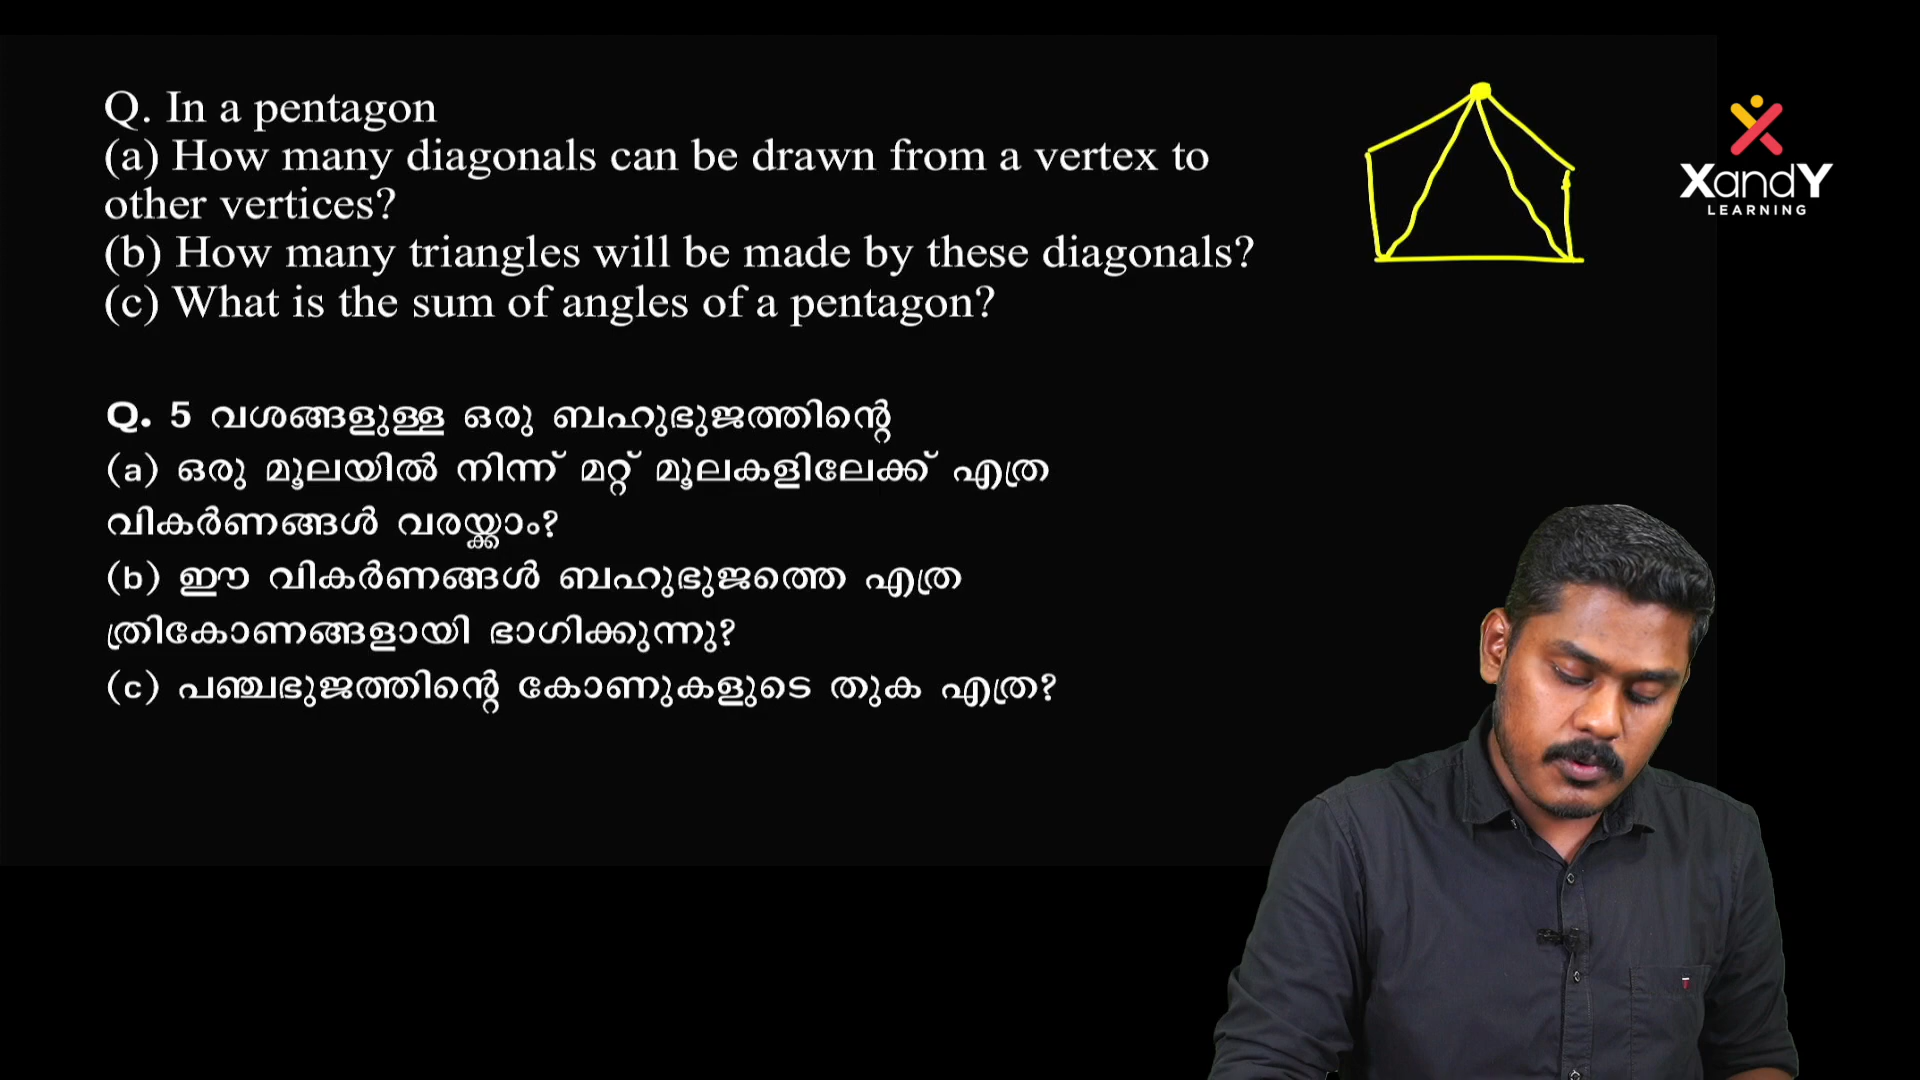 Q. In a pentagon
(a) How many diagonals can be drawn from a vertex to
other vertices?
(b) How many triangles will be made by these diagonals?
(c) What is the sum of angles of a pentagon?
XandY
LEARNING
Q. 5 വശങ്ങളുള്ള ഒരു ബഹുഭുജത്തിന്റെ
(a) ഒരു മൂലയിൽ നിന്ന് മറ്റ് മൂലകളിലേക്ക് എത്ര
വികർണങ്ങൾ വരയ്ക്കാം?
(b) ഈ വികർണങ്ങൾ ബഹുഭുജത്തെ എത്ര
ത്രികോണങ്ങളായി ഭാഗിക്കുന്നു?
(c) പഞ്ചഭുജത്തിന്റെ കോണുകളുടെ തുക എത്ര?